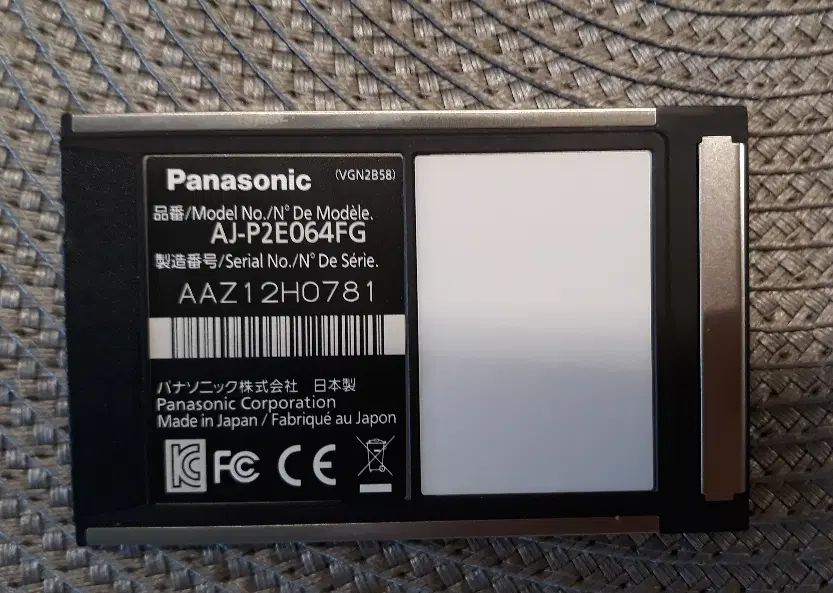 Panasonic (VGN2B58)
品番/Model No./N° De Modèle.
AJ-P2E064FG
製造番号/Serial No./N° De Série.
AAZ12H0781
パナソニック株式会社 日本製
Panasonic Corporation
Made in Japan / Fabriqué au Japon
KC FC CE